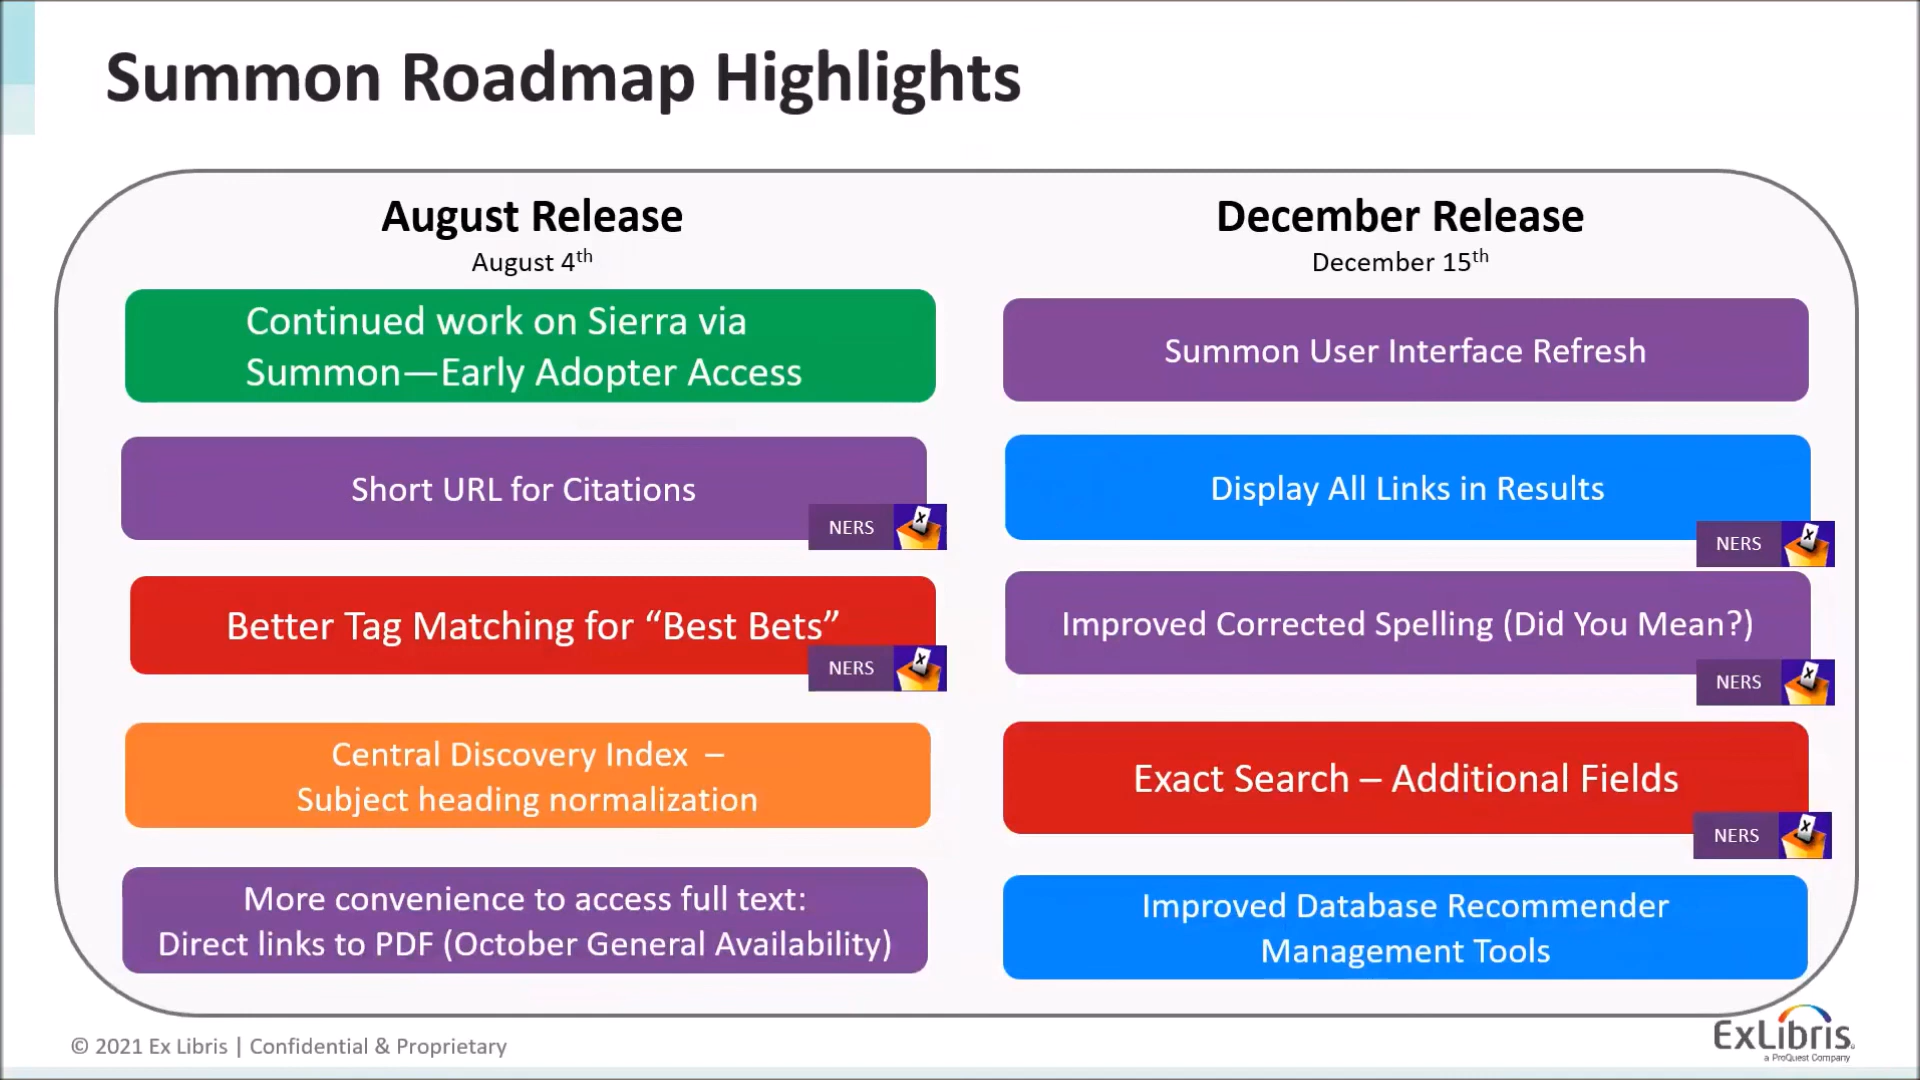 Summon Roadmap Highlights
August Release
August 4th
Continued work on Sierra via
Summon—Early Adopter Access
Short URL for Citations
NERS
Better Tag Matching for “Best Bets”
NERS
Central Discovery Index –
Subject heading normalization
More convenience to access full text:
Direct links to PDF (October General Availability)
December Release
December 15th
Summon User Interface Refresh
Display All Links in Results
NERS
Improved Corrected Spelling (Did You Mean?)
NERS
Exact Search – Additional Fields
NERS
Improved Database Recommender
Management Tools
© 2021 Ex Libris | Confidential & Proprietary
ExLibris
a ProQuest Company